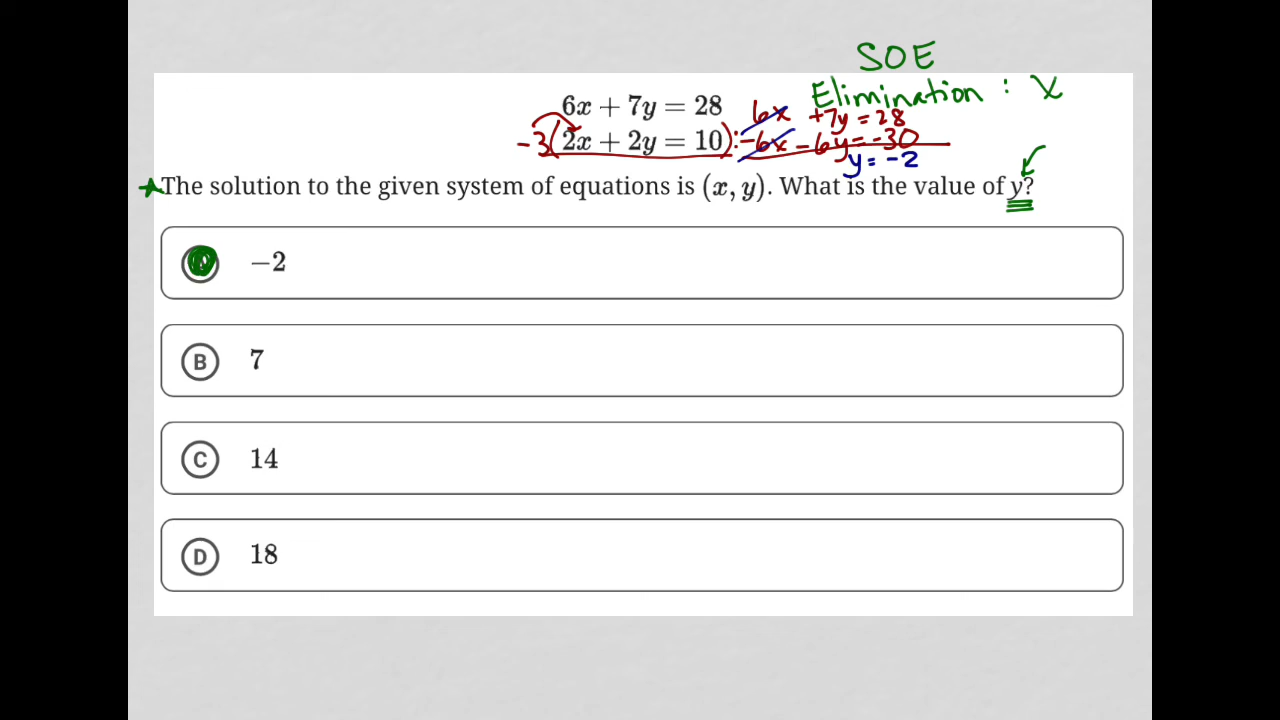 SOE
Elimination : X
6x + 7y = 28 6x +7y = 28
-3(2x + 2y = 10): -6x - 6y = -30
y = -2
The solution to the given system of equations is (x, y). What is the value of y?
−2
B 7
C 14
D 18